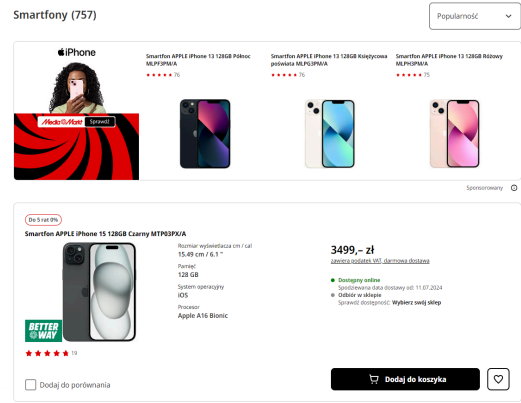 Smartfony (757)
Popularność
iPhone
Smartfon APPLE iPhone 13 128GB Północ
MLPF3PM/A
76
Smartfon APPLE iPhone 13 128GB Księżycowa
poświata MLPG3PM/A
76
Smartfon APPLE iPhone 13 128GB Różowy
MLPH3PM/A
75
MediaMarkt
Sprawdź
Sponsorowany
Do 5 rat 0%
Smartfon APPLE iPhone 15 128GB Czarny MTP03PX/A
Rozmiar wyświetlacza cm / cal
15.49 cm / 6.1 "
Pamięć
128 GB
System operacyjny
iOS
Procesor
Apple A16 Bionic
BETTER
WAY
19
Dodaj do porównania
3499,– zł
zawiera podatek VAT, darmowa dostawa
Dostępny online
Spodziewana data dostawy od: 11.07.2024
Odbiór w sklepie
Sprawdź dostępność: Wybierz swój sklep
Dodaj do koszyka